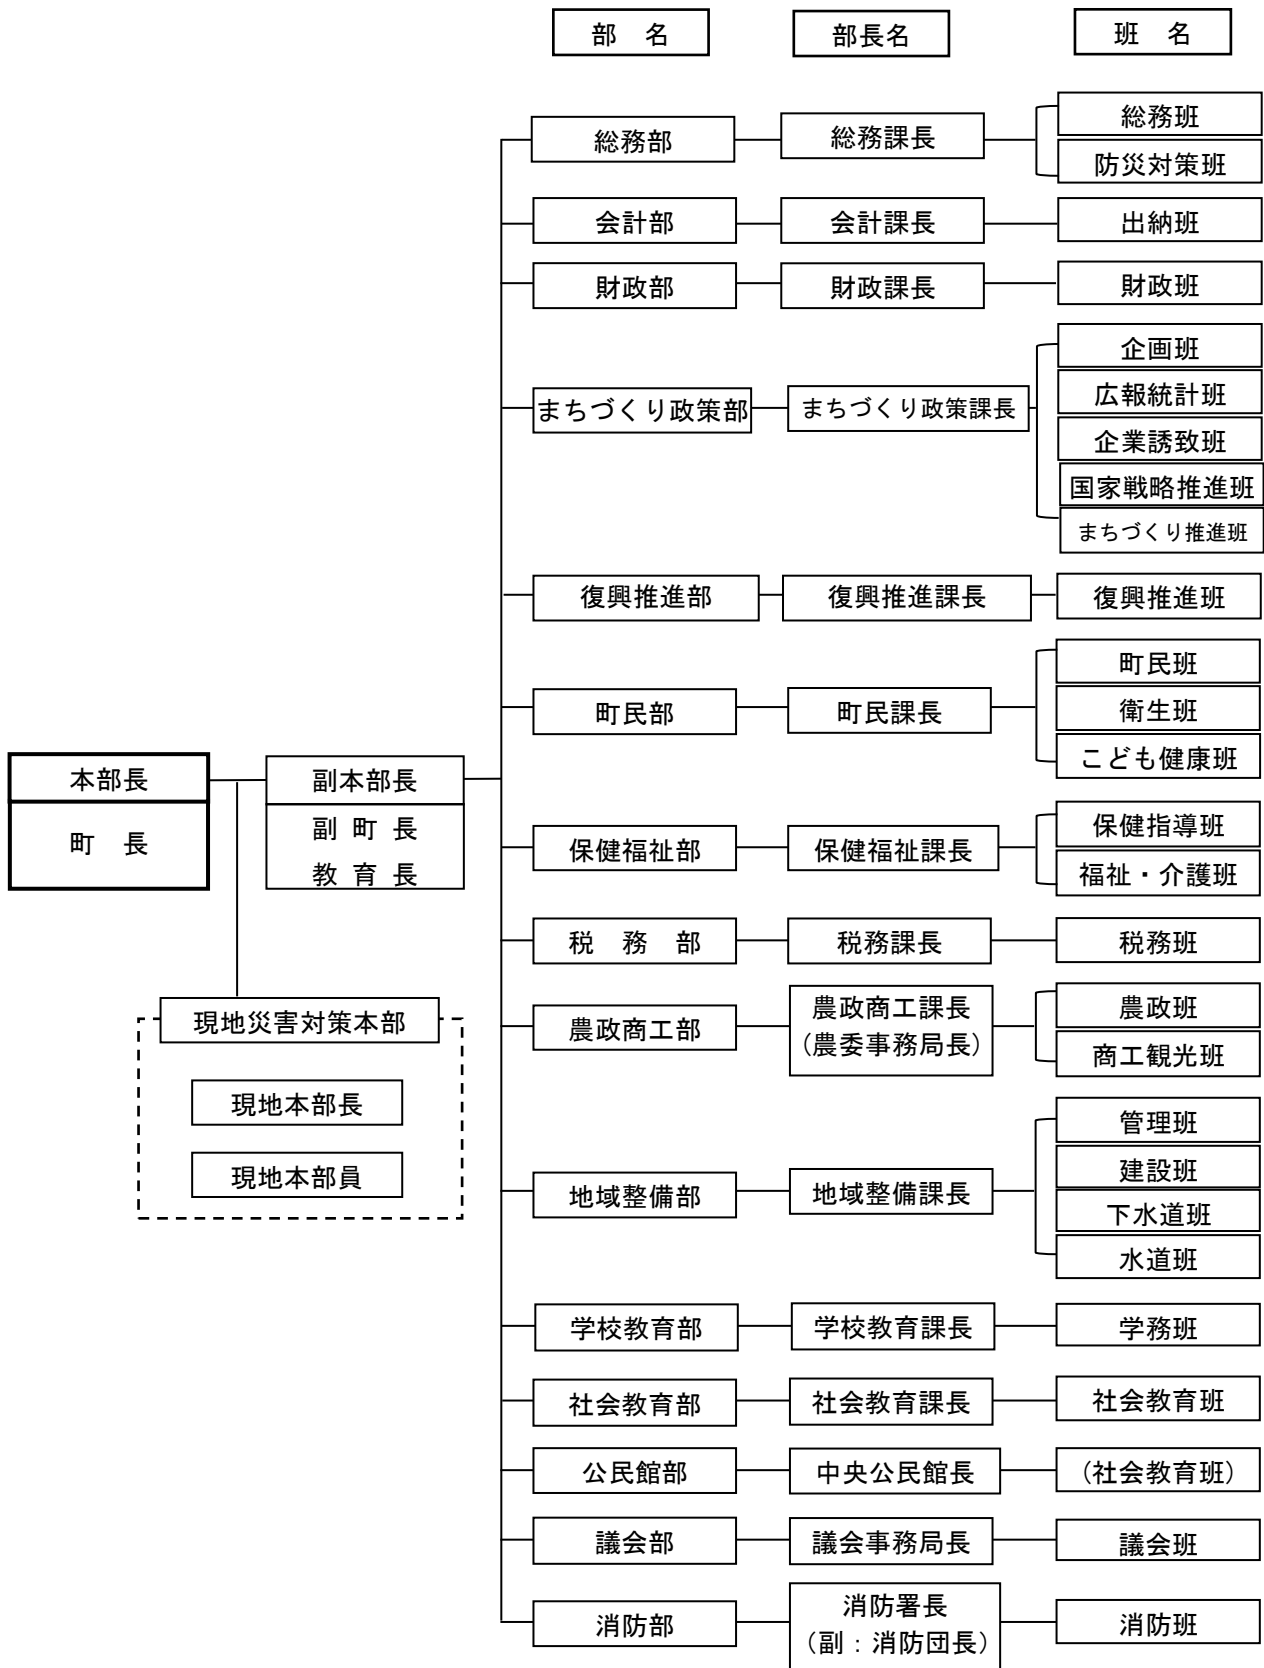 部　名
部長名
班　名
総務部
総務課長
総務班
防災対策班
会計部
会計課長
出納班
財政部
財政課長
財政班
まちづくり政策部
まちづくり政策課長
企画班
広報統計班
企業誘致班
国家戦略推進班
まちづくり推進班
復興推進部
復興推進課長
復興推進班
町民部
町民課長
町民班
衛生班
こども健康班
本部長
町　長
副本部長
副 町 長
教 育 長
保健福祉部
保健福祉課長
保健指導班
福祉・介護班
税　務　部
税務課長
税務班
現地災害対策本部
現地本部長
現地本部員
農政商工部
農政商工課長
（農委事務局長）
農政班
商工観光班
地域整備部
地域整備課長
管理班
建設班
下水道班
水道班
学校教育部
学校教育課長
学務班
社会教育部
社会教育課長
社会教育班
公民館部
中央公民館長
（社会教育班）
議会部
議会事務局長
議会班
消防部
消防署長
（副：消防団長）
消防班